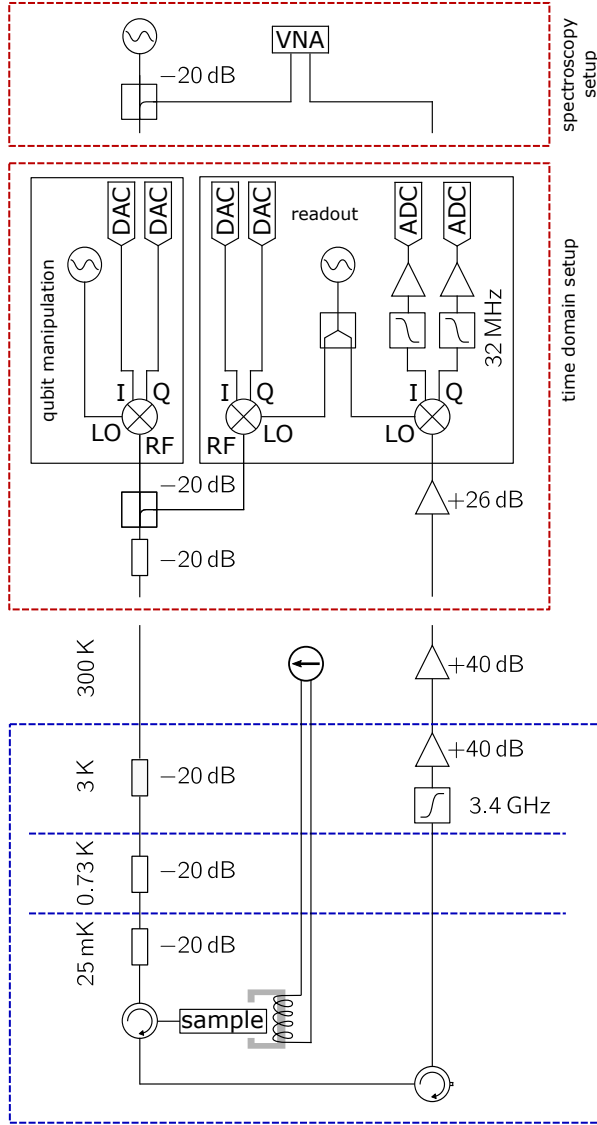 VNA
−20 dB
spectroscopy
setup
DAC
DAC
DAC
DAC
ADC
ADC
readout
qubit manipulation
32 MHz
time domain setup
I
Q
I
Q
I
Q
LO
RF
RF
LO
LO
−20 dB
+26 dB
−20 dB
300 K
+40 dB
+40 dB
3 K
−20 dB
3.4 GHz
0.73 K
−20 dB
25 mK
−20 dB
sample